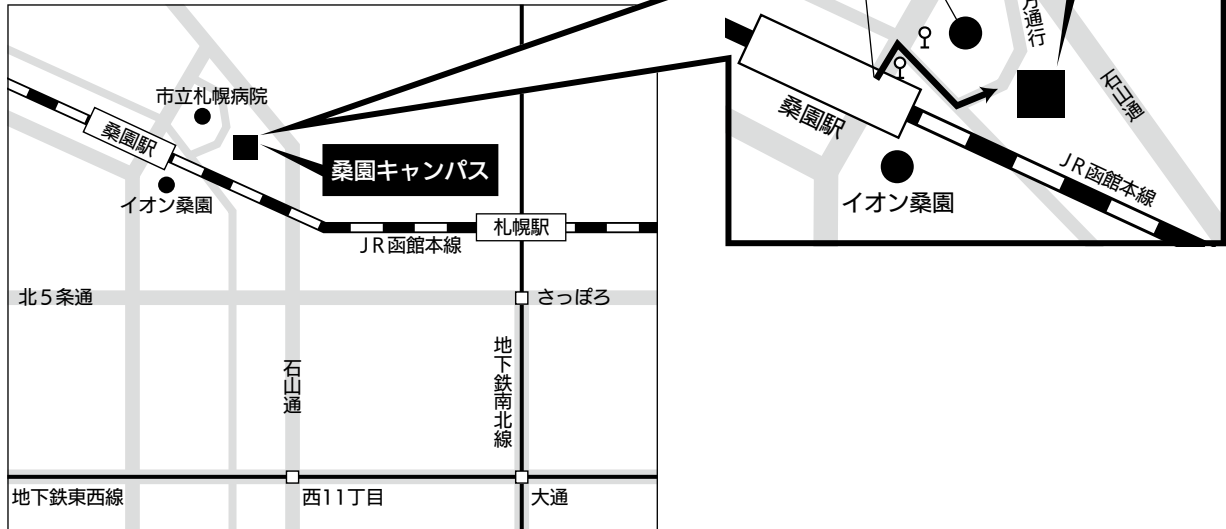 市立札幌病院
桑園駅
桑園キャンパス
イオン桑園
札幌駅
JR函館本線
北5条通
さっぽろ
石山通
地下鉄南北線
地下鉄東西線
西11丁目
大通
方通行
石山通
桑園駅
JR函館本線
イオン桑園